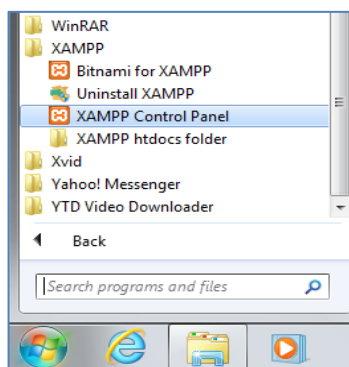 WinRAR
XAMPP
Bitnami for XAMPP
Uninstall XAMPP
XAMPP Control Panel
XAMPP htdocs folder
Xvid
Yahoo! Messenger
YTD Video Downloader
Back
Search programs and files